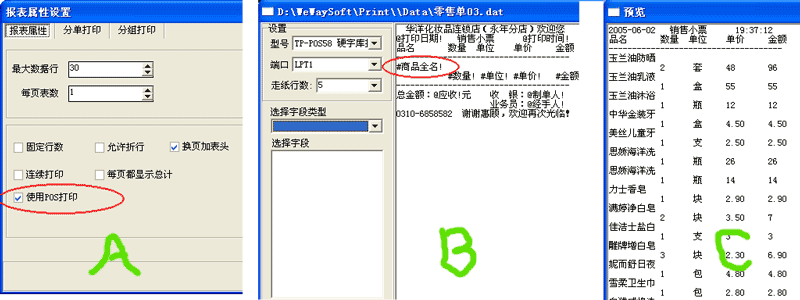 报表属性设置
报表属性
分单打印
分组打印
最大数据行
30
每页表数
1
固定行数
允许折行
换页加表头
连续打印
每页都显示总计
使用POS打印
A
D:\WeWaySoft\Print\\Data\零售单03.dat
设置
型号
TP-POS58 硬字库
端口
LPT1
走纸行数:
5
选择字段类型
选择字段
华洋化妆品连锁店(永年分店)欢迎您
@打印日期! 销售小票 @打印时间!
品名 数量 单位 单价 金额
#商品全名!
#数量! #单位! #单价! #金额
总金额:@应收!元 收 银:@制单人!
业务员:@经手人!
0310-6858582 谢谢惠顾,欢迎再次光临!
B
预览
2005-06-02 销售小票 19:37:12
品名 数量 单位 单价 金额
玉兰油防晒
2 套 48 96
玉兰油乳液
1 盒 55 55
玉兰油沐浴
1 瓶 12 12
中华金装牙
1 盒 4.50 4.50
美丝儿童牙
1 支 2.50 2.50
思娇海洋洗
1 瓶 26 26
思娇海洋洗
1 瓶 14 14
力士香皂
1 块 2.90 2.90
满婷净白皂
2 块 3.50 7
佳洁士盐白
1 支 3 3
雕牌增白皂
3 块 2.30 6.90
妮而舒日夜
1 包 4.80 4.80
雪柔卫生巾
1 包 2.80 2.80
C